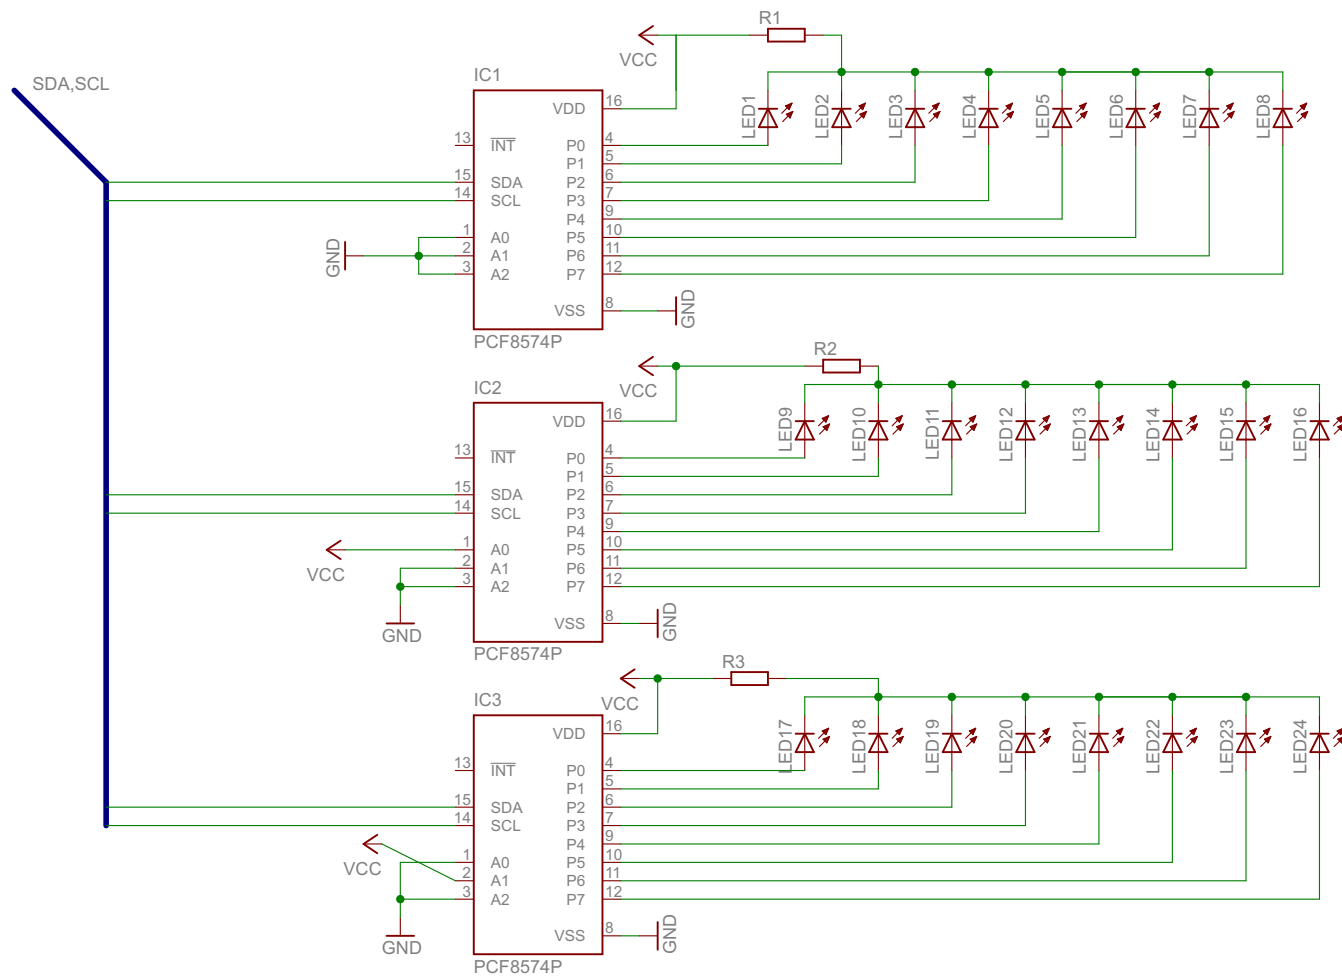 SDA,SCL
R1
VCC
IC1
VDD 16
LED1 LED2 LED3 LED4 LED5 LED6 LED7 LED8
13 INT P0 4
P1 5
15 SDA P2 6
14 SCL P3 7
P4 9
1 A0 P5 10
GND 2 A1 P6 11
3 A2 P7 12
VSS 8 GND
PCF8574P
R2
VCC
IC2
VDD 16
LED9 LED10 LED11 LED12 LED13 LED14 LED15 LED16
13 INT P0 4
P1 5
15 SDA P2 6
14 SCL P3 7
P4 9
1 A0 P5 10
VCC 2 A1 P6 11
3 A2 P7 12
GND VSS 8 GND
PCF8574P
R3
VCC
IC3
VDD 16
LED17 LED18 LED19 LED20 LED21 LED22 LED23 LED24
13 INT P0 4
P1 5
15 SDA P2 6
14 SCL P3 7
P4 9
VCC 1 A0 P5 10
2 A1 P6 11
3 A2 P7 12
GND VSS 8 GND
PCF8574P